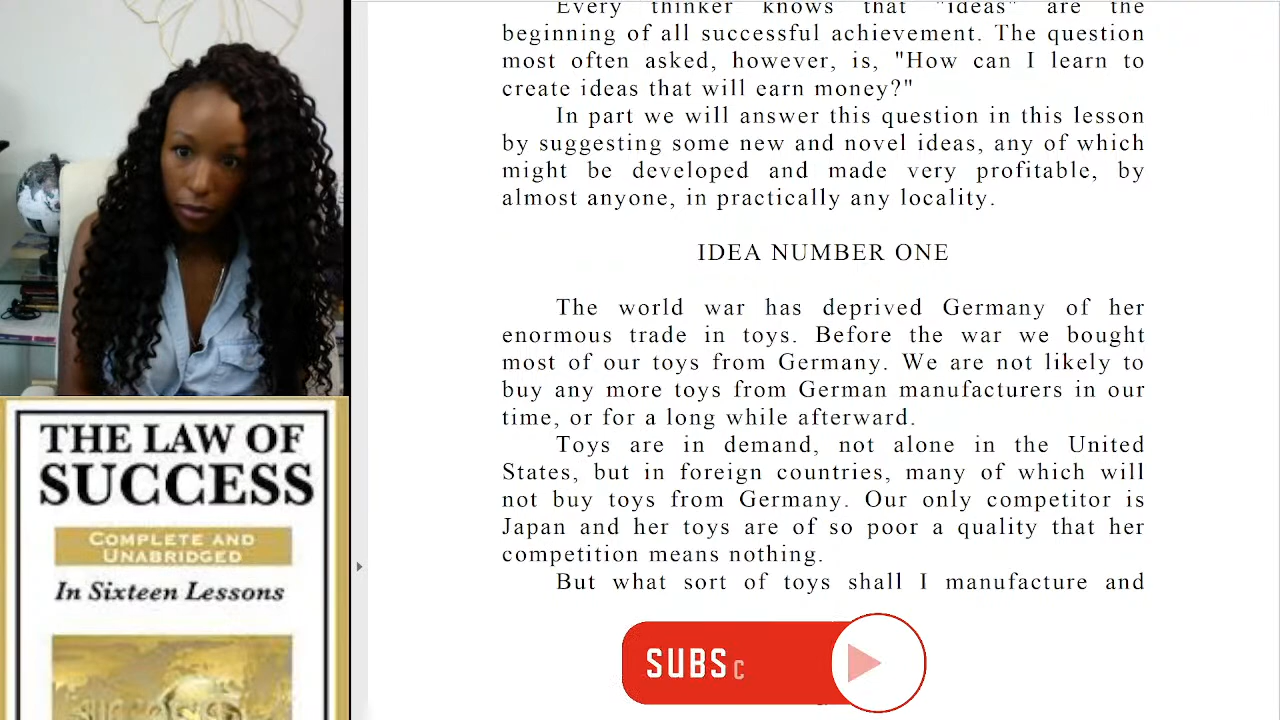 Every thinker knows that "ideas" are the
beginning of all successful achievement. The question
most often asked, however, is, "How can I learn to
create ideas that will earn money?"
In part we will answer this question in this lesson
by suggesting some new and novel ideas, any of which
might be developed and made very profitable, by
almost anyone, in practically any locality.
IDEA NUMBER ONE
The world war has deprived Germany of her
enormous trade in toys. Before the war we bought
most of our toys from Germany. We are not likely to
buy any more toys from German manufacturers in our
time, or for a long while afterward.
Toys are in demand, not alone in the United
States, but in foreign countries, many of which will
not buy toys from Germany. Our only competitor is
Japan and her toys are of so poor a quality that her
competition means nothing.
But what sort of toys shall I manufacture and
THE LAW OF
SUCCESS
COMPLETE AND
UNABRIDGED
In Sixteen Lessons
SUBSC